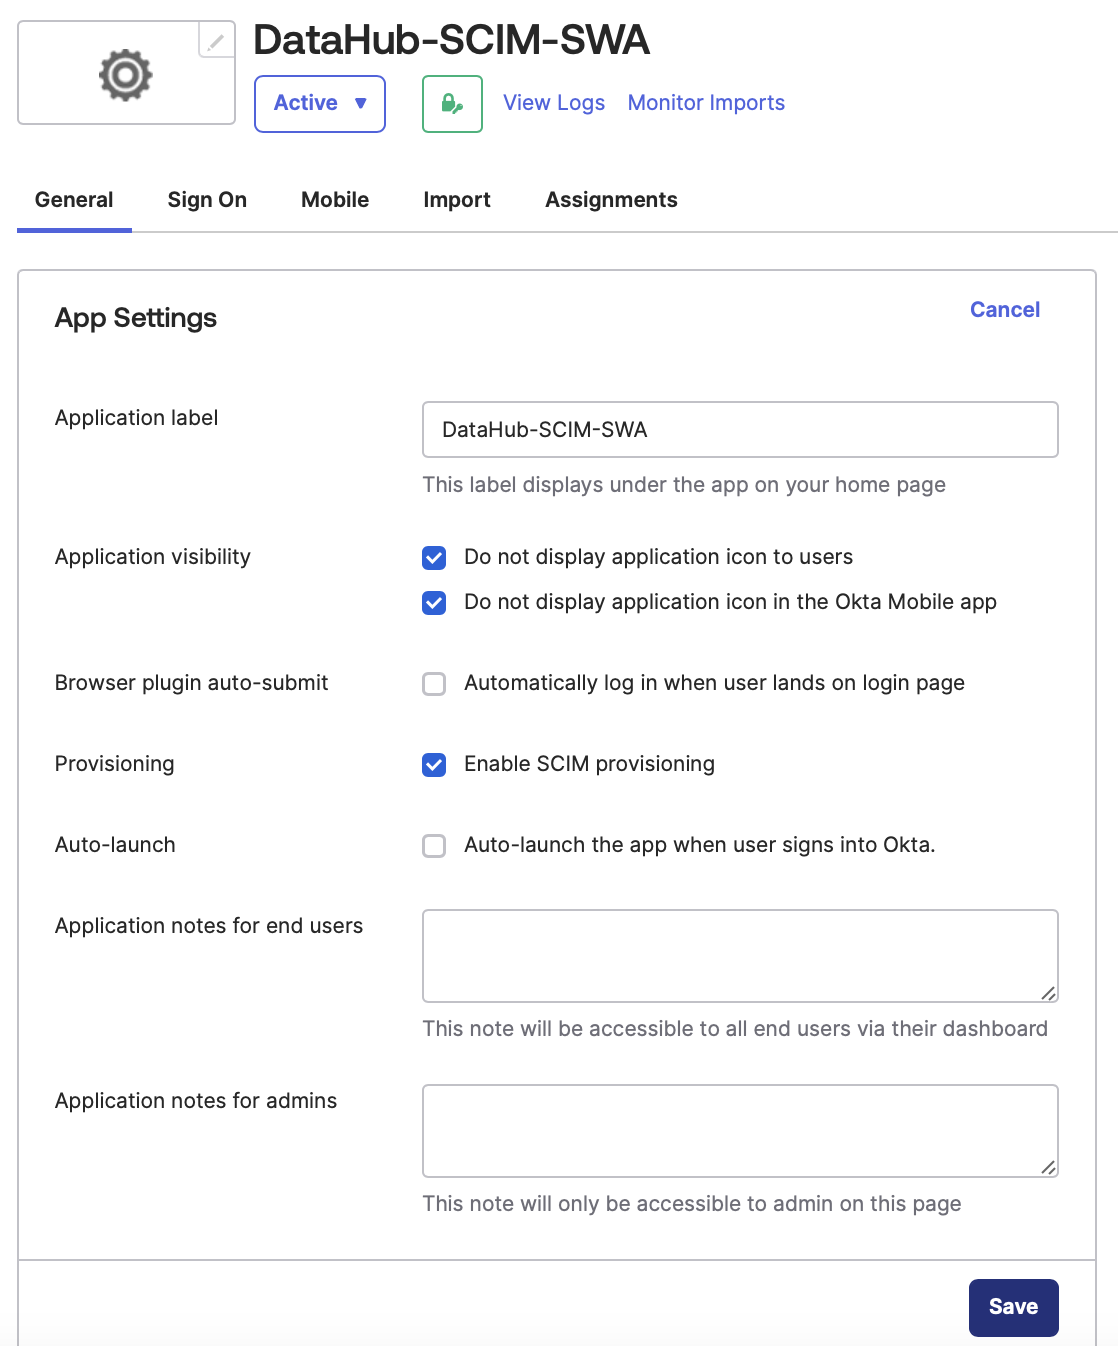 DataHub-SCIM-SWA
Active ▼
View Logs
Monitor Imports
General
Sign On
Mobile
Import
Assignments
App Settings
Cancel
Application label
DataHub-SCIM-SWA
This label displays under the app on your home page
Application visibility
Do not display application icon to users
Do not display application icon in the Okta Mobile app
Browser plugin auto-submit
Automatically log in when user lands on login page
Provisioning
Enable SCIM provisioning
Auto-launch
Auto-launch the app when user signs into Okta.
Application notes for end users
This note will be accessible to all end users via their dashboard
Application notes for admins
This note will only be accessible to admin on this page
Save